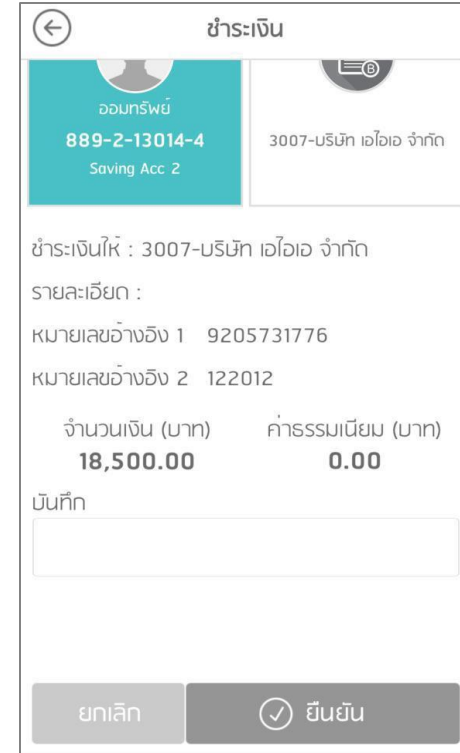 ชำระเงิน
ออมทรัพย์
889-2-13014-4
Saving Acc 2
B
3007-บริษัท เอไอเอ จำกัด
ชำระเงินให้ : 3007-บริษัท เอไอเอ จำกัด
รายละเอียด :
หมายเลขอ้างอิง 1 9205731776
หมายเลขอ้างอิง 2 122012
จำนวนเงิน (บาท) ค่าธรรมเนียม (บาท)
18,500.00 0.00
บันทึก
ยกเลิก ยืนยัน